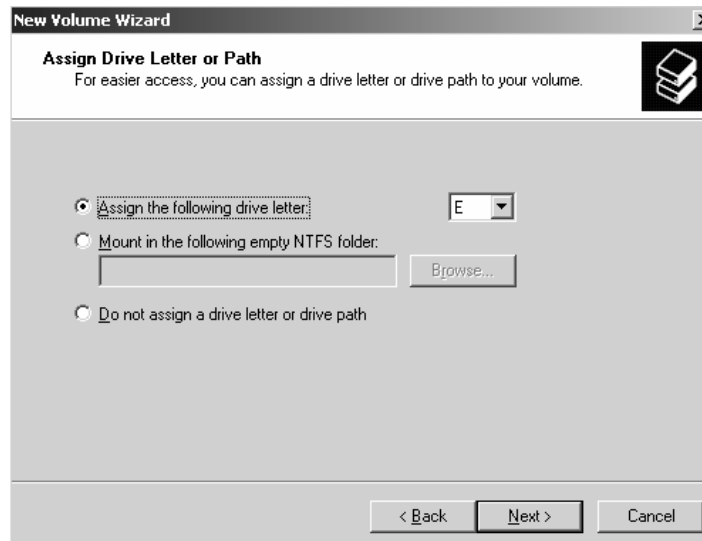 New Volume Wizard
Assign Drive Letter or Path
For easier access, you can assign a drive letter or drive path to your volume.
Assign the following drive letter: E
Mount in the following empty NTFS folder:
Browse...
Do not assign a drive letter or drive path
< Back Next > Cancel